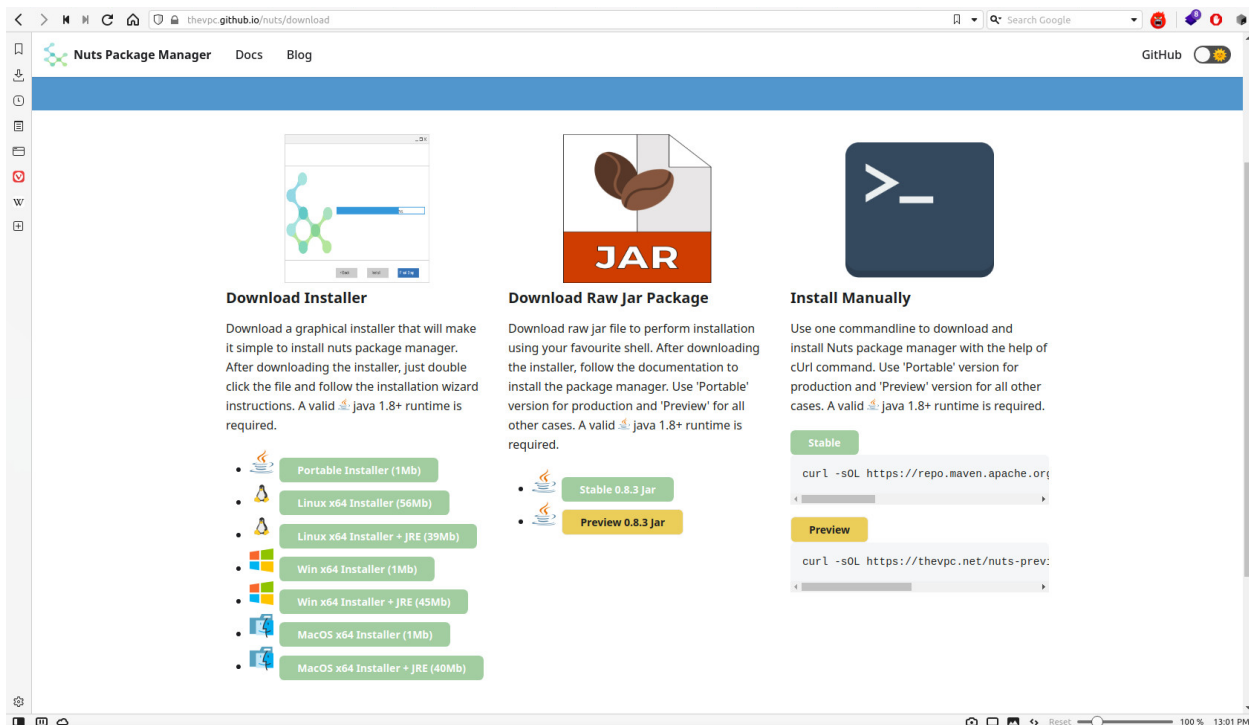 thevpc.github.io/nuts/download
Search Google
8
Nuts Package Manager
Docs
Blog
GitHub
JAR
>_
Download Installer
Download a graphical installer that will make
it simple to install nuts package manager.
After downloading the installer, just double
click the file and follow the installation wizard
instructions. A valid java 1.8+ runtime is
required.
Portable Installer (1Mb)
Linux x64 Installer (56Mb)
Linux x64 Installer + JRE (39Mb)
Win x64 Installer (1Mb)
Win x64 Installer + JRE (45Mb)
MacOS x64 Installer (1Mb)
MacOS x64 Installer + JRE (40Mb)
Download Raw Jar Package
Download raw jar file to perform installation
using your favourite shell. After downloading
the installer, follow the documentation to
install the package manager. Use 'Portable'
version for production and 'Preview' for all
other cases. A valid java 1.8+ runtime is
required.
Stable 0.8.3 Jar
Preview 0.8.3 Jar
Install Manually
Use one commandline to download and
install Nuts package manager with the help of
cUrl command. Use 'Portable' version for
production and 'Preview' version for all other
cases. A valid java 1.8+ runtime is required.
Stable
curl -sOL https://repo.maven.apache.org
Preview
curl -sOL https://thevpc.net/nuts-previ
W
Reset
100 %
13:01 PM